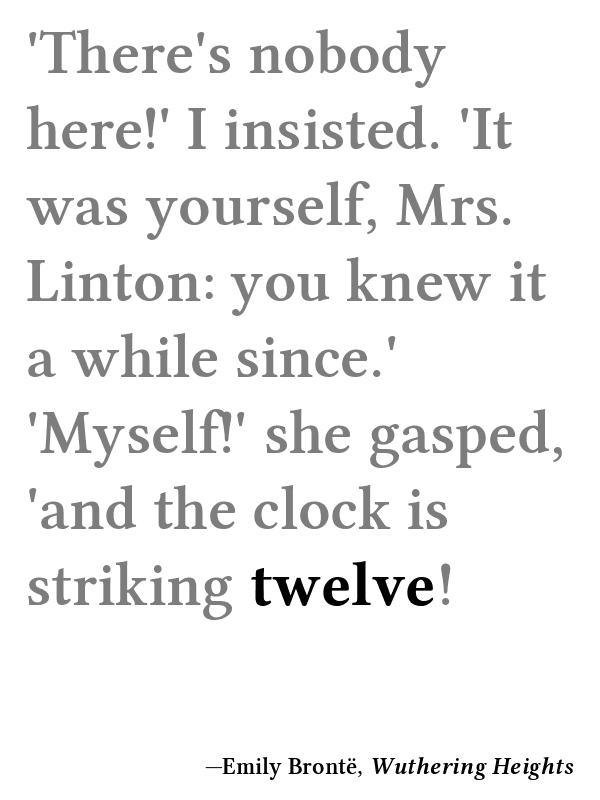 'There's nobody
here!' I insisted. 'It
was yourself, Mrs.
Linton: you knew it
a while since.'
'Myself!' she gasped,
'and the clock is
striking twelve!
—Emily Brontë, Wuthering Heights